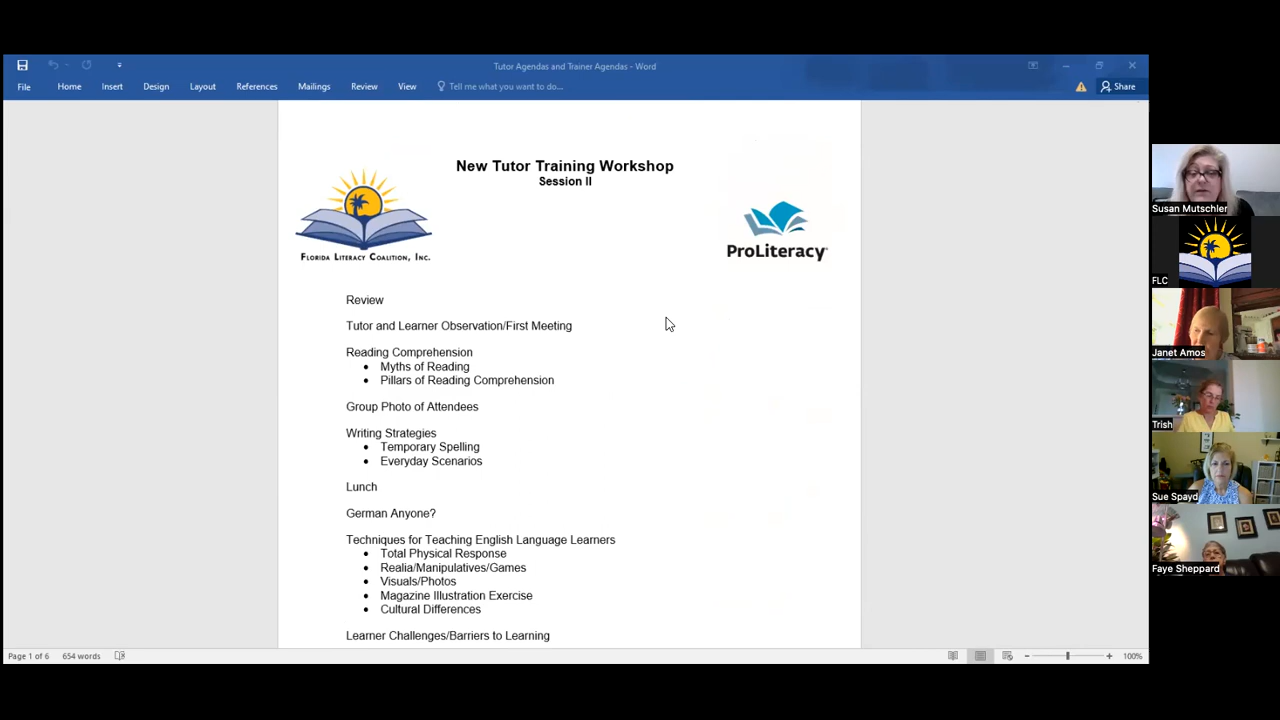 Tutor Agendas and Trainer Agendas - Word
File Home Insert Design Layout References Mailings Review View Tell me what you want to do... Share
New Tutor Training Workshop
Session II
FLORIDA LITERACY COALITION, INC.
ProLiteracy
Review
Tutor and Learner Observation/First Meeting
Reading Comprehension
• Myths of Reading
• Pillars of Reading Comprehension
Group Photo of Attendees
Writing Strategies
• Temporary Spelling
• Everyday Scenarios
Lunch
German Anyone?
Techniques for Teaching English Language Learners
• Total Physical Response
• Realia/Manipulatives/Games
• Visuals/Photos
• Magazine Illustration Exercise
• Cultural Differences
Learner Challenges/Barriers to Learning
Page 1 of 6 654 words 100%
Susan Mutschler
FLC
Janet Amos
Trish
Sue Spayd
Faye Sheppard